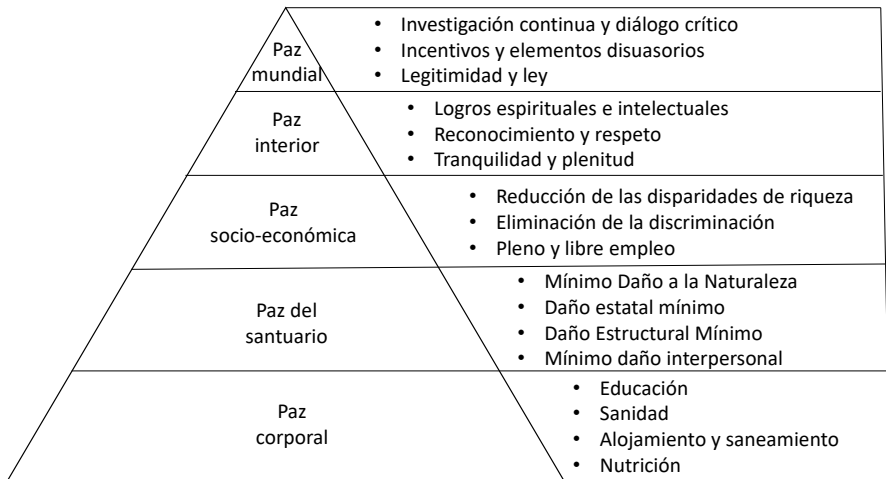 Paz
mundial
• Investigación continua y diálogo crítico
• Incentivos y elementos disuasorios
• Legitimidad y ley
Paz
interior
• Logros espirituales e intelectuales
• Reconocimiento y respeto
• Tranquilidad y plenitud
Paz
socio-económica
• Reducción de las disparidades de riqueza
• Eliminación de la discriminación
• Pleno y libre empleo
Paz del
santuario
• Mínimo Daño a la Naturaleza
• Daño estatal mínimo
• Daño Estructural Mínimo
• Mínimo daño interpersonal
Paz
corporal
• Educación
• Sanidad
• Alojamiento y saneamiento
• Nutrición